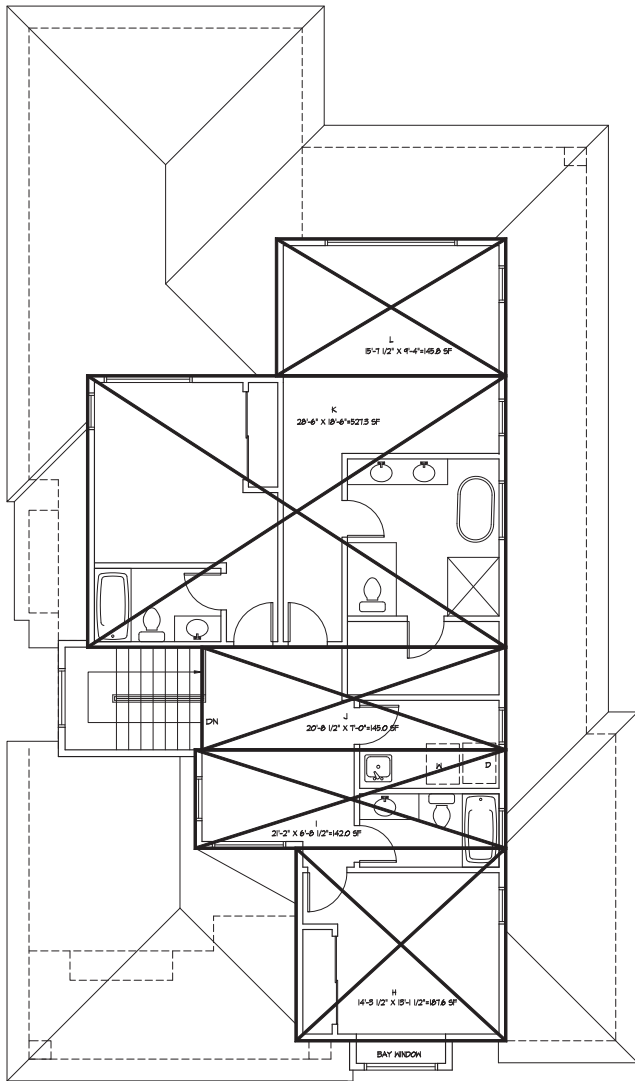 L
15'-7 1/2" X 9'-4"=145.8 SF
K
28'-6" X 18'-6"=527.3 SF
DN
J
20'-8 1/2" X 7'-0"=145.0 SF
W D
I
21'-2" X 6'-8 1/2"=142.0 SF
H
14'-3 1/2" X 13'-1 1/2"=187.6 SF
BAY WINDOW